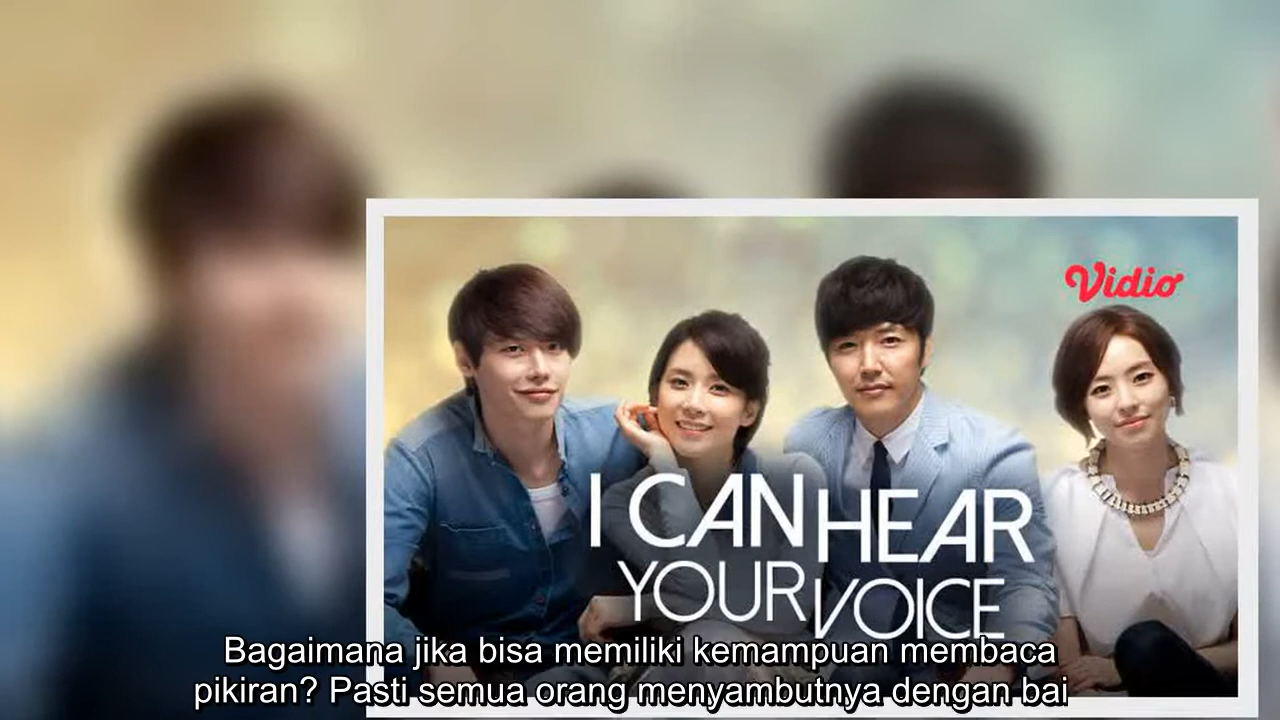 Vidio
I CAN HEAR
YOUR VOICE
Bagaimana jika bisa memiliki kemampuan membaca
pikiran? Pasti semua orang menyambutnya dengan bai